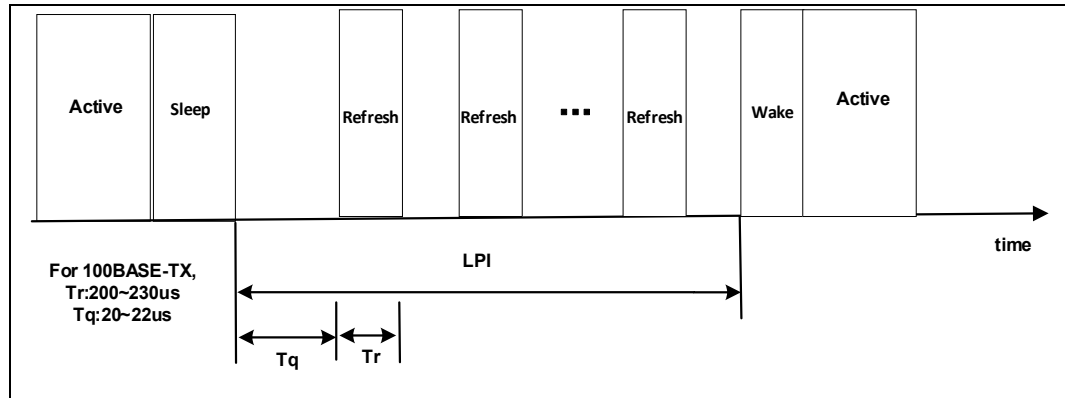 Active
Sleep
Refresh
Refresh
...
Refresh
Wake
Active
time
LPI
For 100BASE-TX,
Tr:200~230us
Tq:20~22us
Tq
Tr